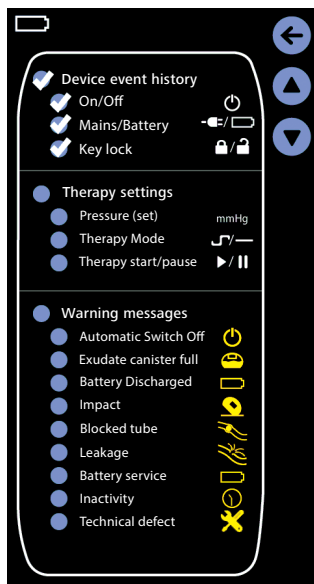 Device event history
On/Off
Mains/Battery
Key lock
Therapy settings
Pressure (set) mmHg
Therapy Mode
Therapy start/pause
Warning messages
Automatic Switch Off
Exudate canister full
Battery Discharged
Impact
Blocked tube
Leakage
Battery service
Inactivity
Technical defect